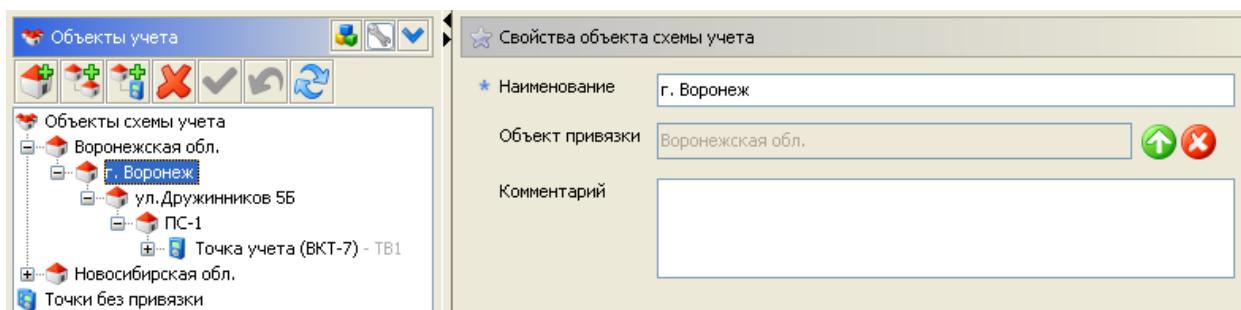 Объекты учета
Объекты схемы учета
Воронежская обл.
г. Воронеж
ул.Дружинников 5Б
ПС-1
Точка учета (ВКТ-7) - ТВ1
Новосибирская обл.
Точки без привязки
Свойства объекта схемы учета
* Наименование г. Воронеж
Объект привязки Воронежская обл.
Комментарий